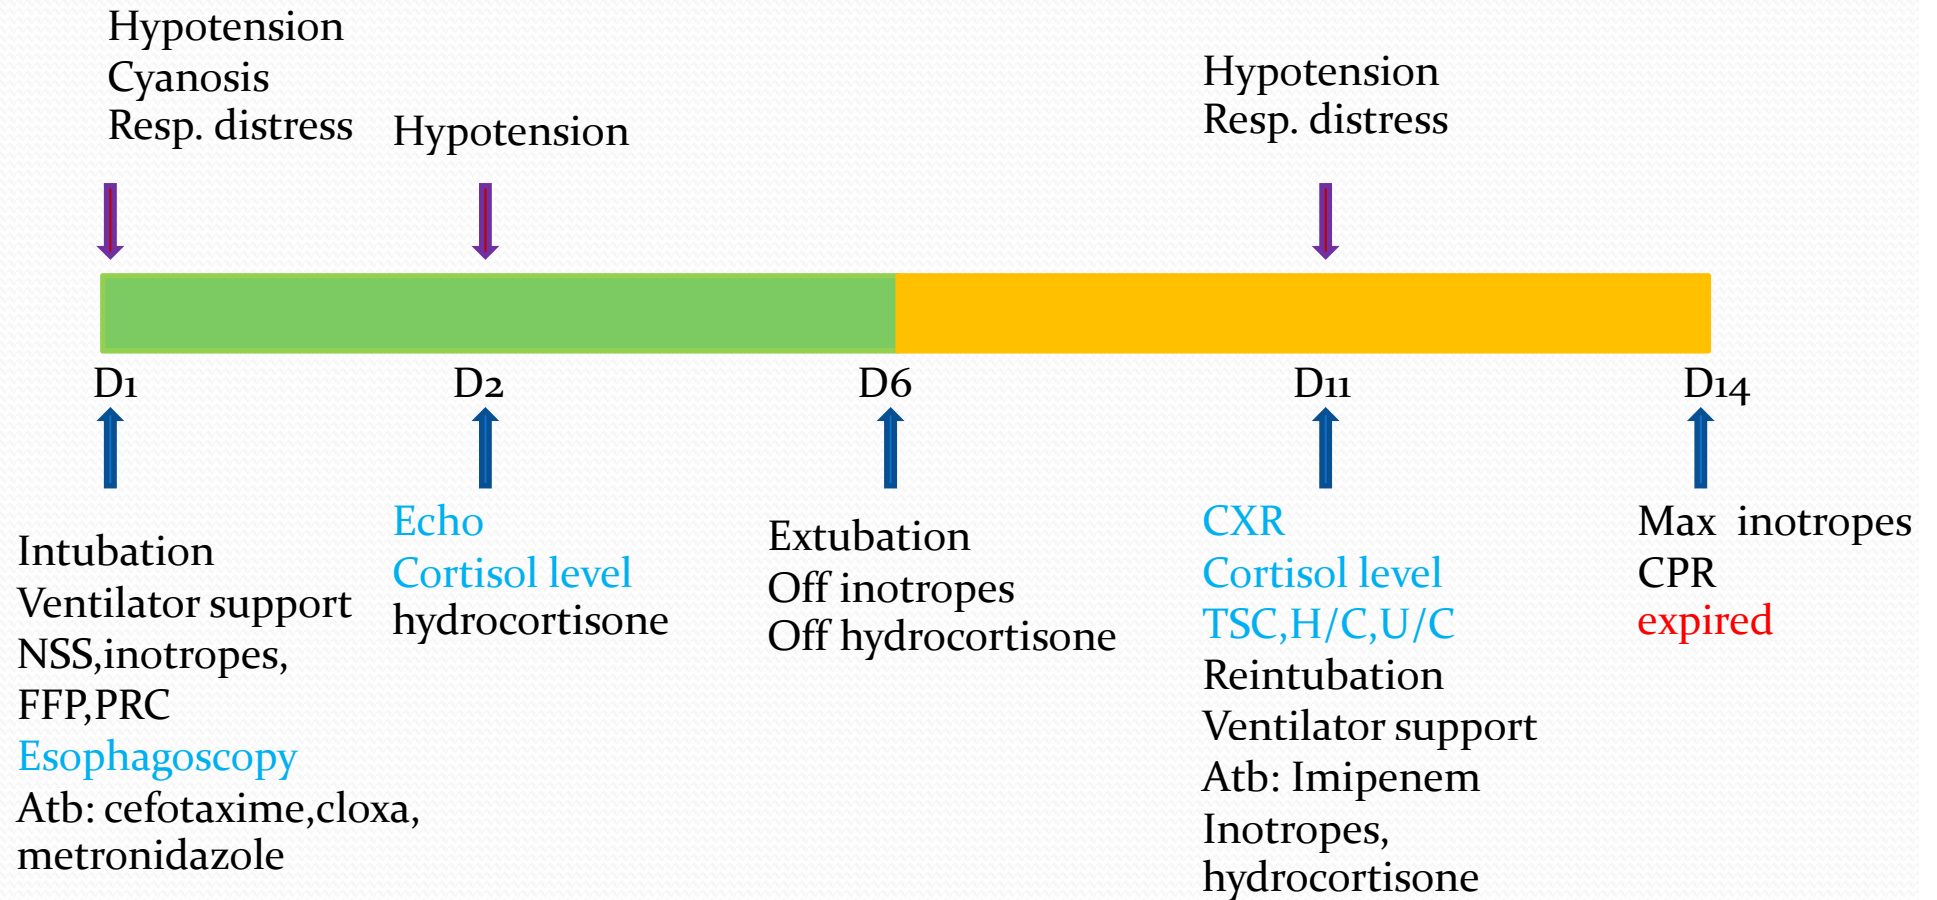 Hypotension
Cyanosis
Resp. distress
Hypotension
Hypotension
Resp. distress
D1
D2
D6
D11
D14
Intubation
Ventilator support
NSS,inotropes,
FFP,PRC
Esophagoscopy
Atb: cefotaxime,cloxa,
metronidazole
Echo
Cortisol level
hydrocortisone
Extubation
Off inotropes
Off hydrocortisone
CXR
Cortisol level
TSC,H/C,U/C
Reintubation
Ventilator support
Atb: Imipenem
Inotropes,
hydrocortisone
Max inotropes
CPR
expired